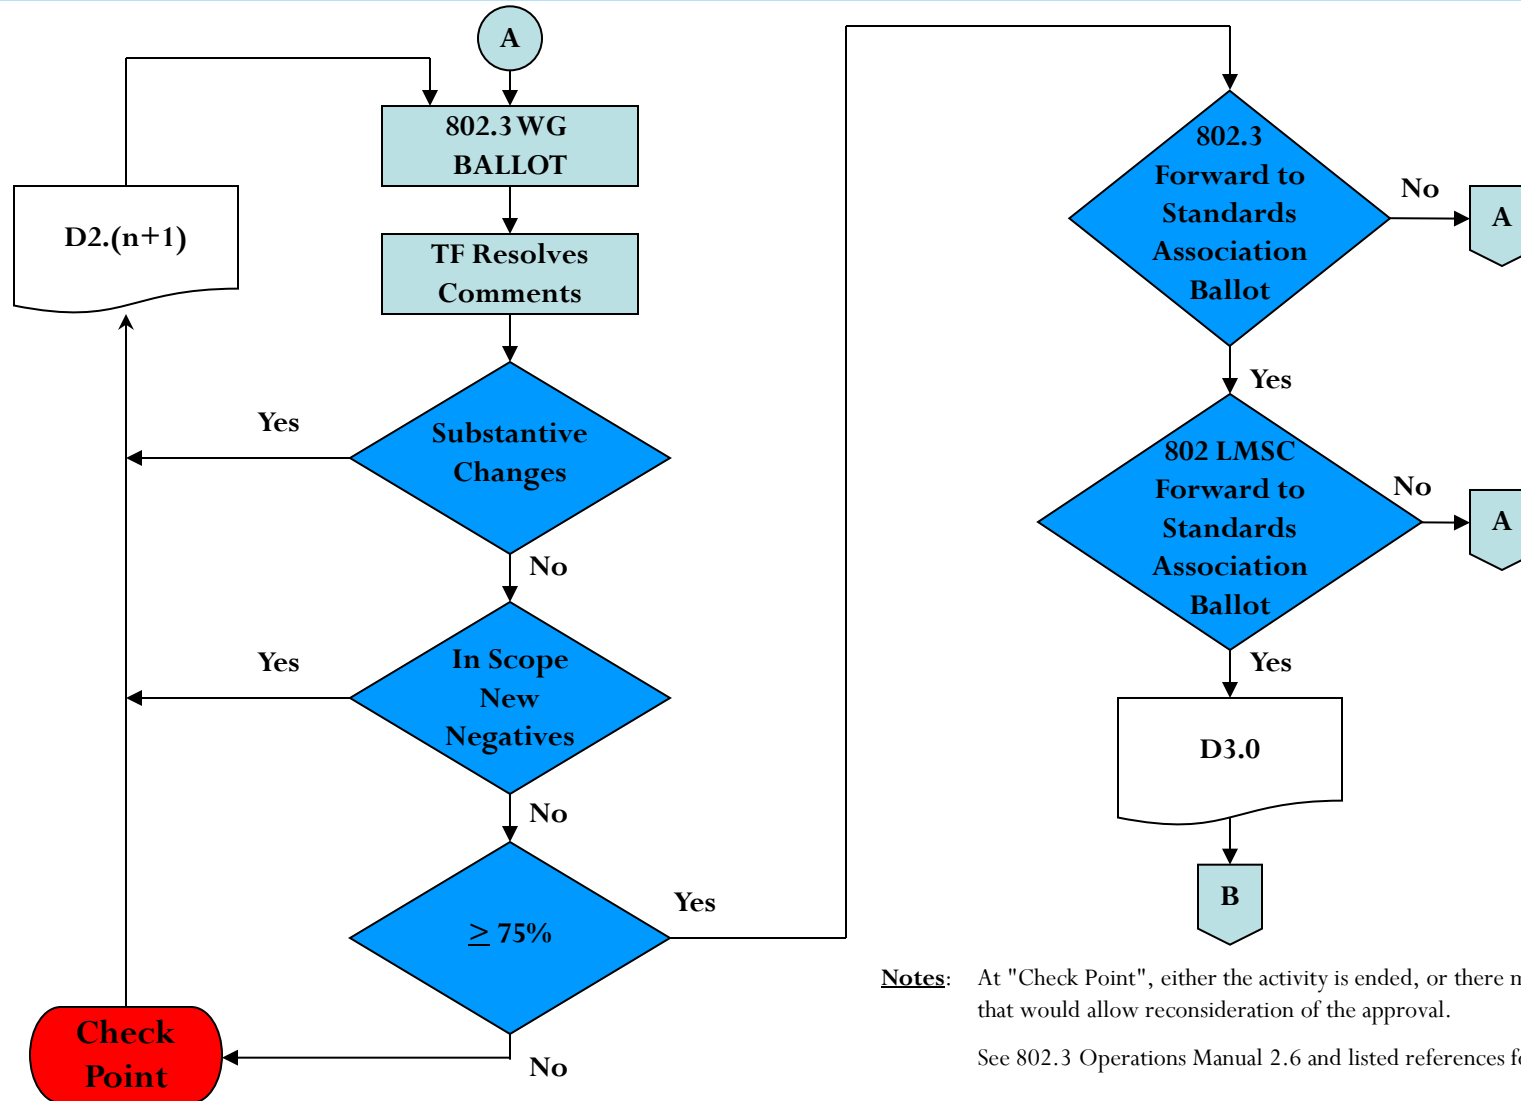 A
802.3 WG
BALLOT
D2.(n+1)
TF Resolves
Comments
Yes
Substantive
Changes
No
Yes
In Scope
New
Negatives
No
≥ 75%
Yes
No
Check
Point
802.3
Forward to
Standards
Association
Ballot
No
A
Yes
802 LMSC
Forward to
Standards
Association
Ballot
No
A
Yes
D3.0
B
Notes: At "Check Point", either the activity is ended, or there
that would allow reconsideration of the approval.
See 802.3 Operations Manual 2.6 and listed references